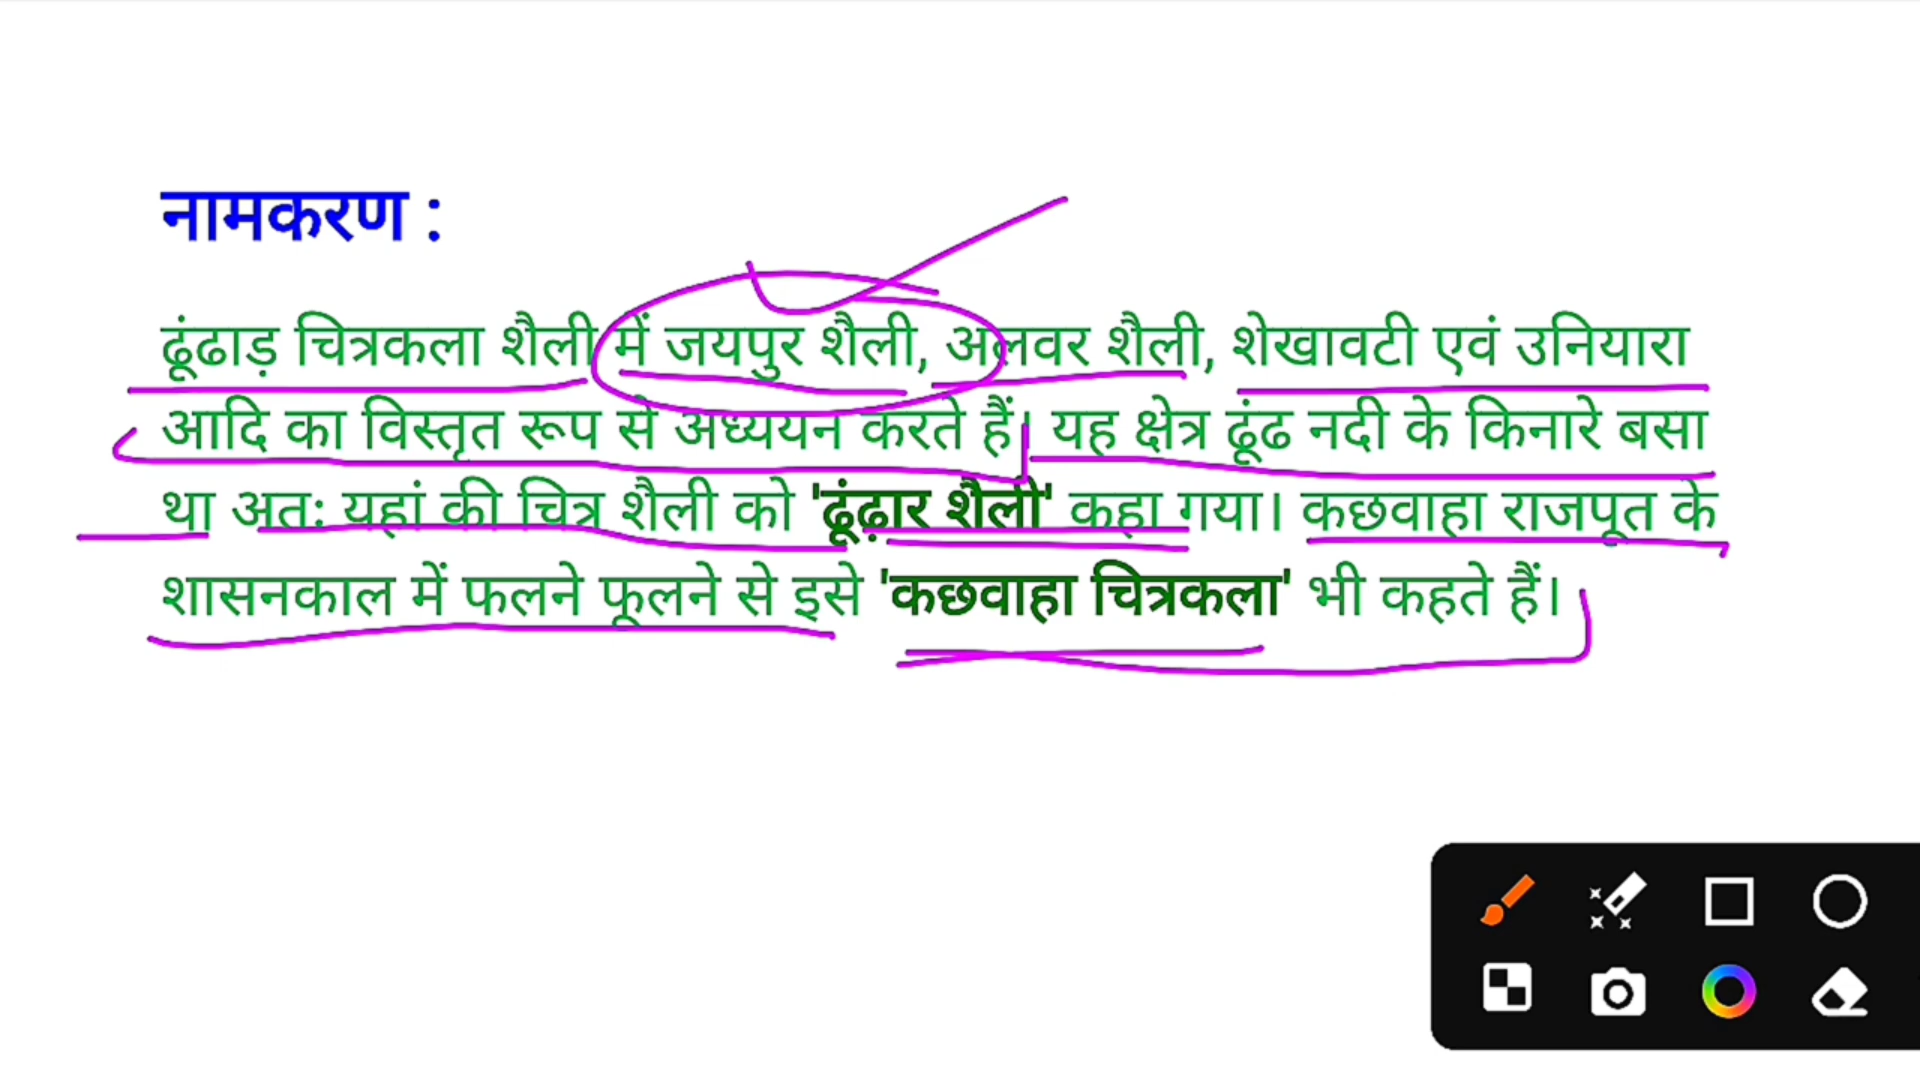 नामकरण :
ढूंढाड़ चित्रकला शैली में जयपुर शैली, अलवर शैली, शेखावटी एवं उनियारा
आदि का विस्तृत रूप से अध्ययन करते हैं। यह क्षेत्र ढूंढ नदी के किनारे बसा
था अतः यहां की चित्र शैली को 'ढूंढ़ार शैली' कहा गया। कछवाहा राजपूत के
शासनकाल में फलने फूलने से इसे 'कछवाहा चित्रकला' भी कहते हैं।